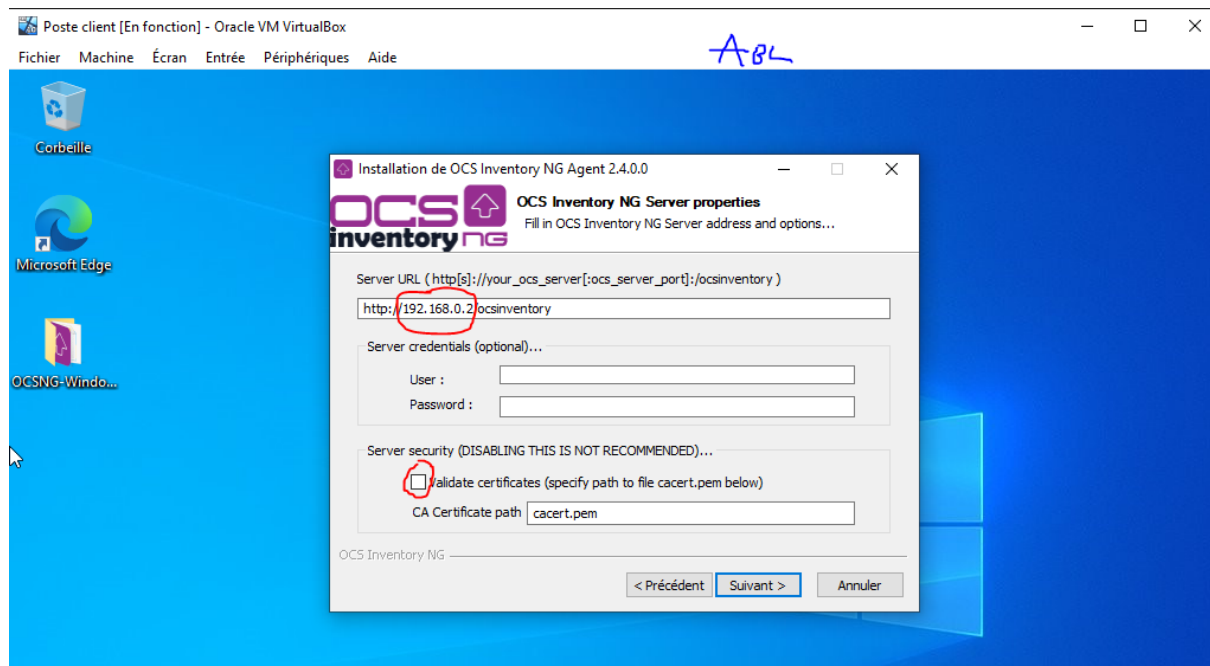 Poste client [En fonction] - Oracle VM VirtualBox
Fichier Machine Écran Entrée Périphériques Aide
ABL
Corbeille
Microsoft Edge
OCSNG-Windo...
Installation de OCS Inventory NG Agent 2.4.0.0
OCS inventory NG
OCS Inventory NG Server properties
Fill in OCS Inventory NG Server address and options...
Server URL ( http[s]://your_ocs_server[:ocs_server_port]:/ocsinventory )
http://192.168.0.2/ocsinventory
Server credentials (optional)...
User :
Password :
Server security (DISABLING THIS IS NOT RECOMMENDED)...
Validate certificates (specify path to file cacert.pem below)
CA Certificate path cacert.pem
OCS Inventory NG
< Précédent Suivant > Annuler